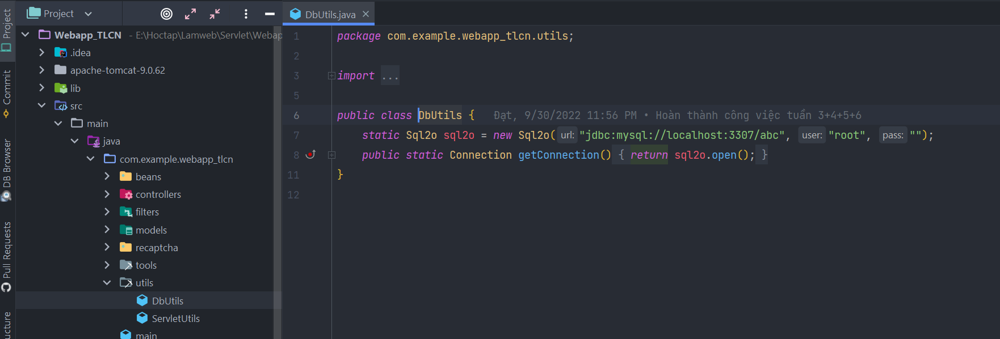 Project
Webapp_TLCN - E:\Hoctap\Lamweb\Servlet\Webap
.idea
apache-tomcat-9.0.62
lib
src
main
java
com.example.webapp_tlcn
beans
controllers
filters
models
recaptcha
tools
utils
DbUtils
ServletUtils
main
Project
Commit
DB Browser
Pull Requests
ucture
DbUtils.java
1 package com.example.webapp_tlcn.utils;
2
3 import ...
5
6 public class DbUtils { Đạt, 9/30/2022 11:56 PM • Hoàn thành công việc tuần 3+4+5+6
7 static Sql2o sql2o = new Sql2o( url: "jdbc:mysql://localhost:3307/abc", user: "root", pass: "");
8 public static Connection getConnection() { return sql2o.open(); }
11 }
12